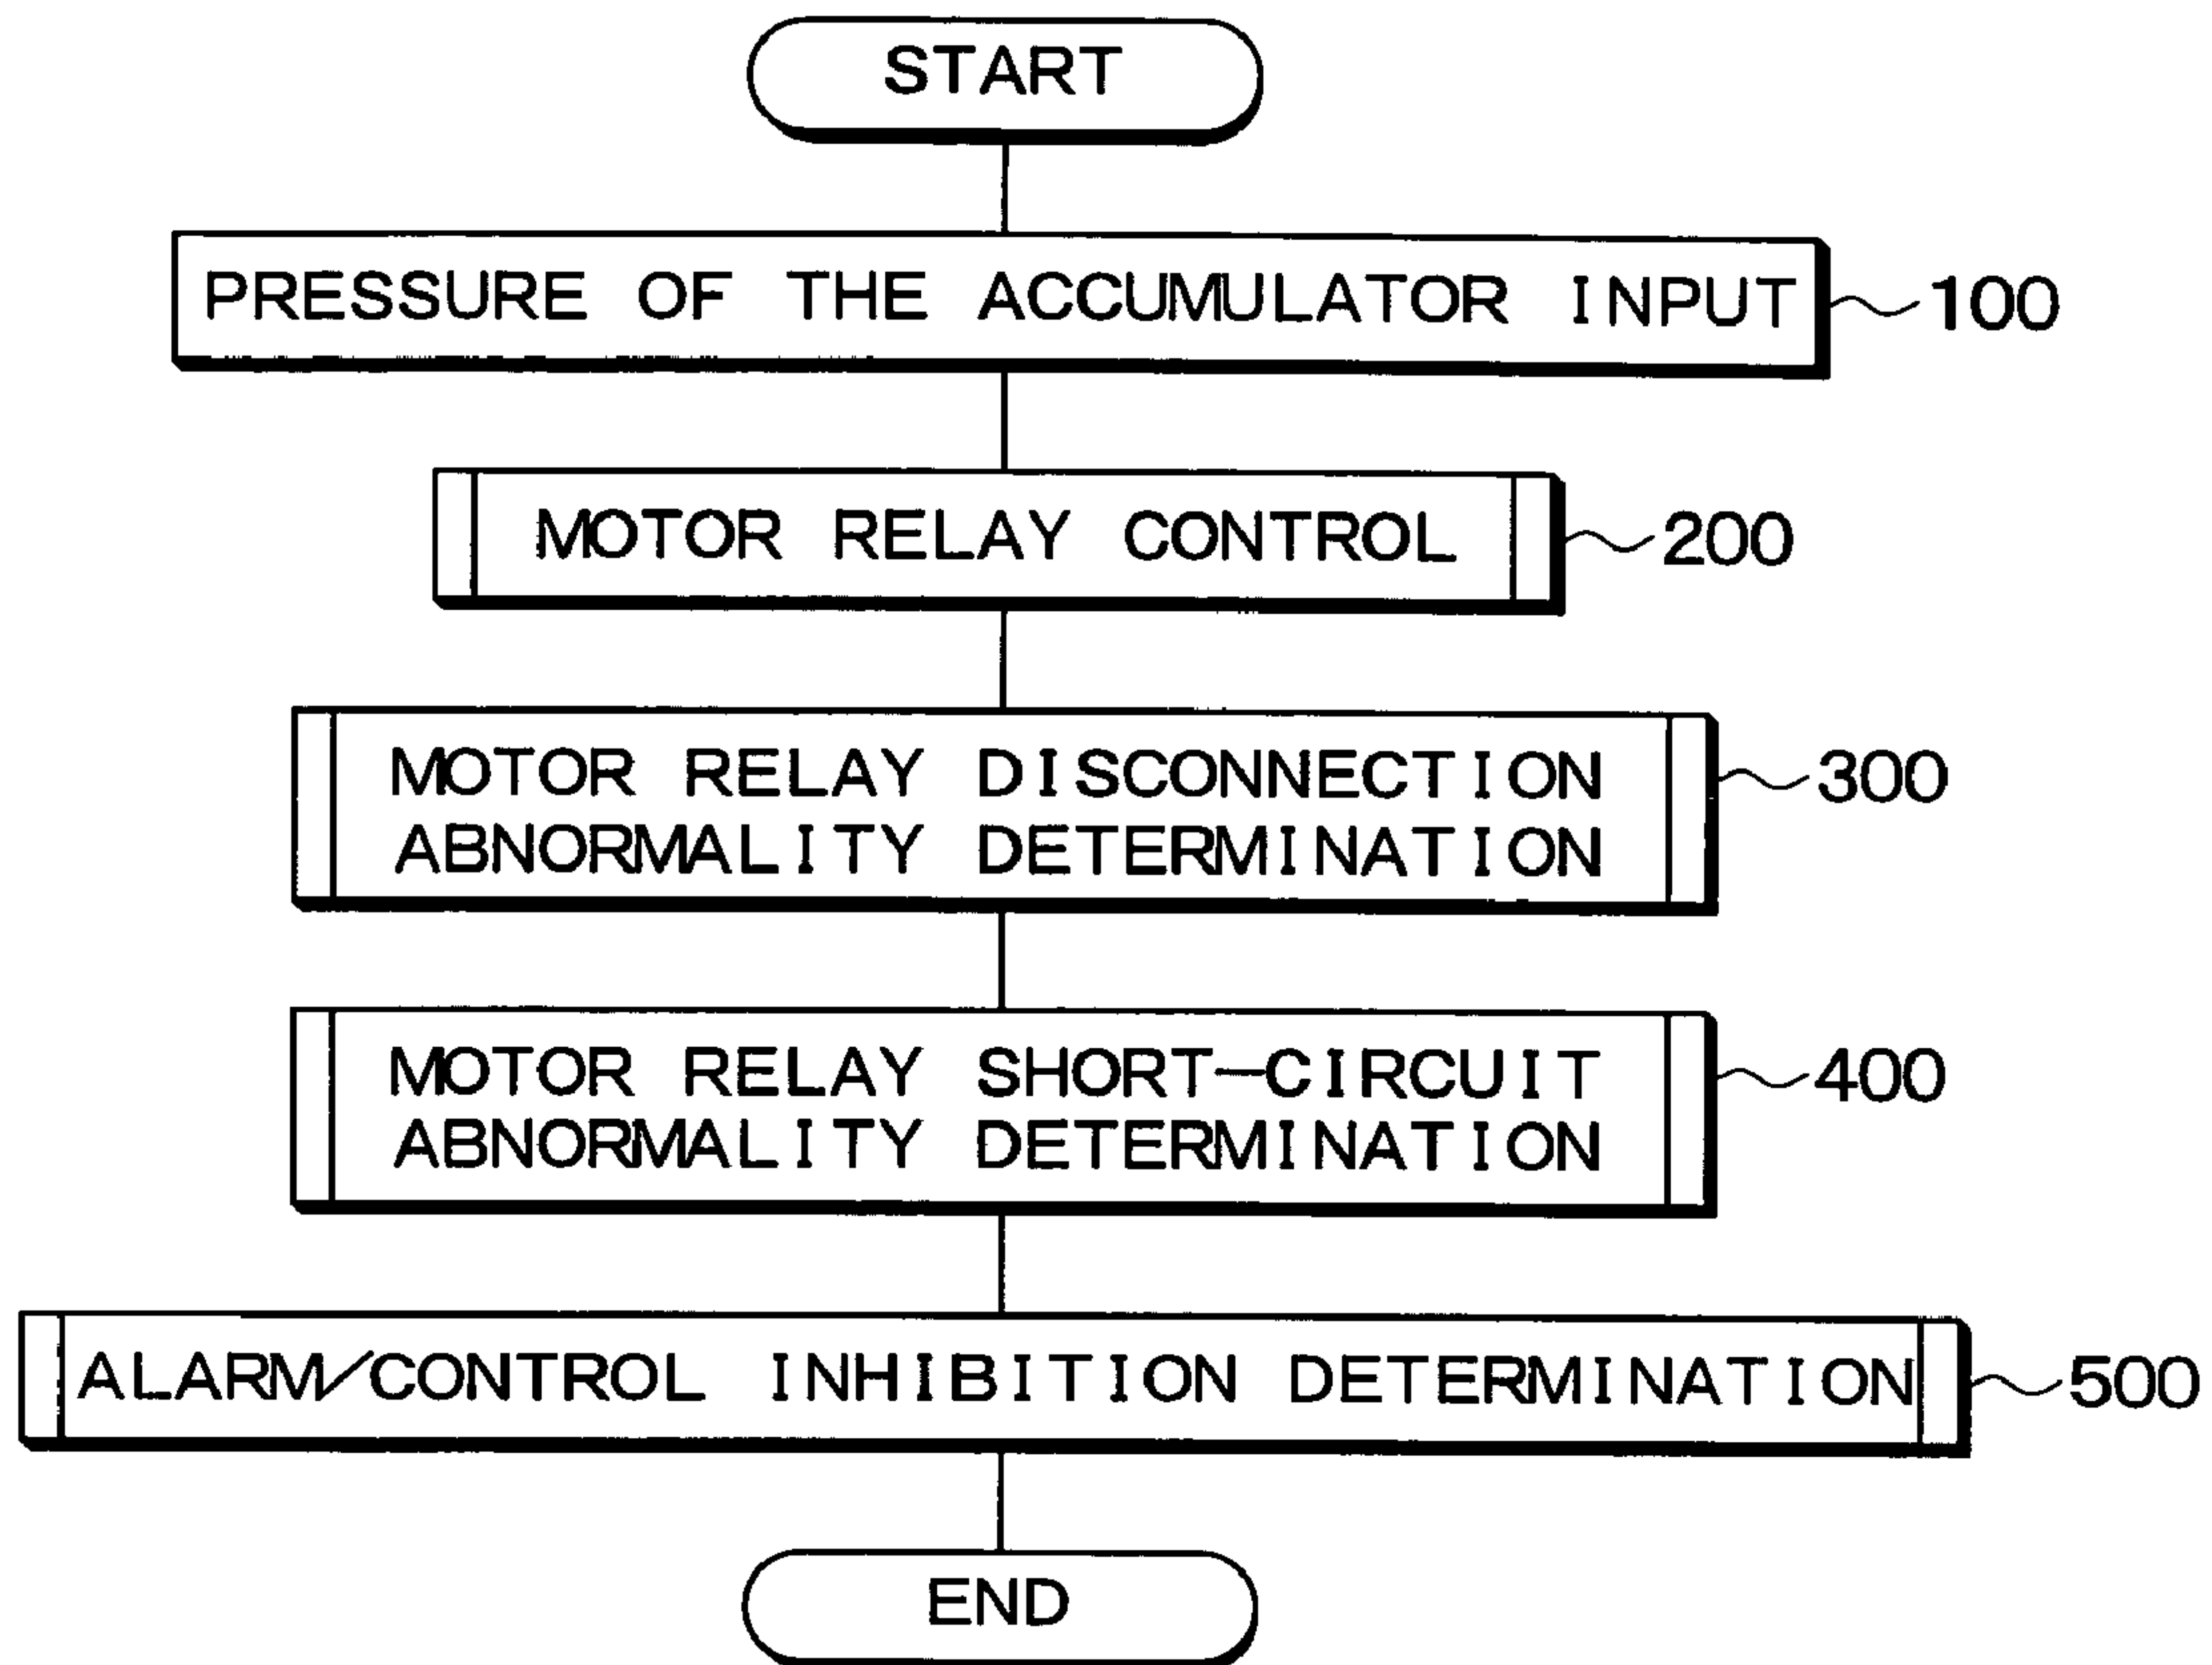 START
PRESSURE OF THE ACCUMULATOR INPUT
100
MOTOR RELAY CONTROL
200
MOTOR RELAY DISCONNECTION
ABNORMALITY DETERMINATION
300
MOTOR RELAY SHORT-CIRCUIT
ABNORMALITY DETERMINATION
400
ALARM/CONTROL INHIBITION DETERMINATION
500
END